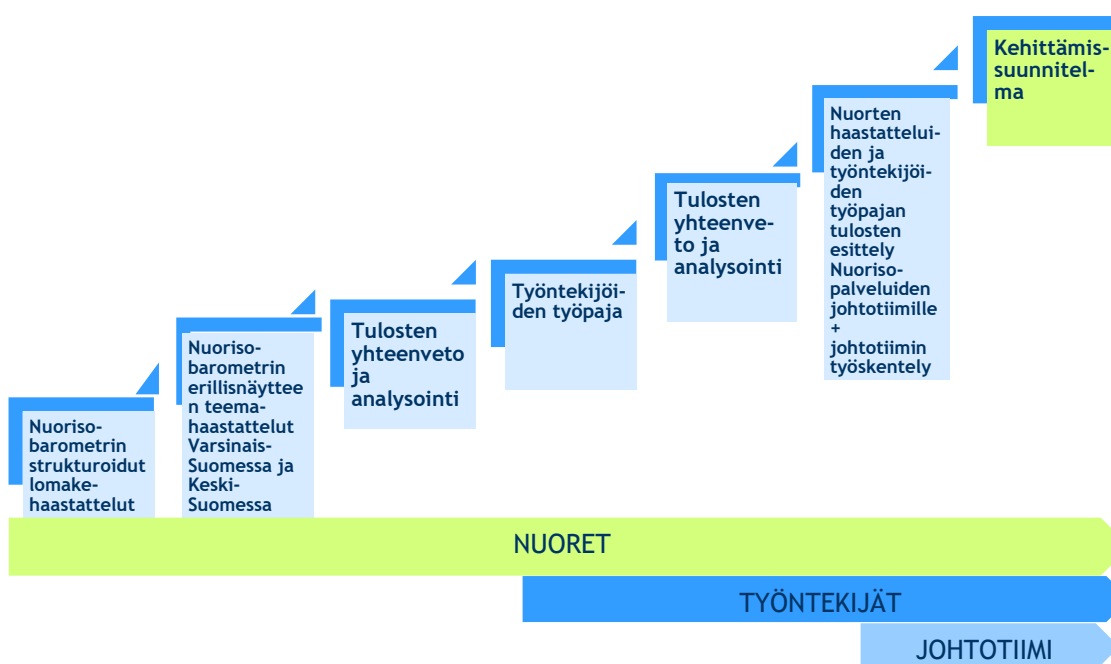 Nuoriso-
barometrin
strukturoidut
lomake-
haastattelut
Nuoriso-
barometrin
erillisnäyttee
n teema-
haastattelut
Varsinais-
Suomessa ja
Keski-
Suomessa
Tulosten
yhteenveto
ja
analysointi
Työntekijöi-
den työpaja
Tulosten
yhteenve-
to ja
analysointi
Nuorten
haastattelui-
den ja
työntekijöi-
den
työpajan
tulosten
esittely
Nuoriso-
palveluiden
johtotiimille
+
johtotiimin
työskentely
Kehittämis-
suunnitel-
ma
NUORET
TYÖNTEKIJÄT
JOHTOTIIMI